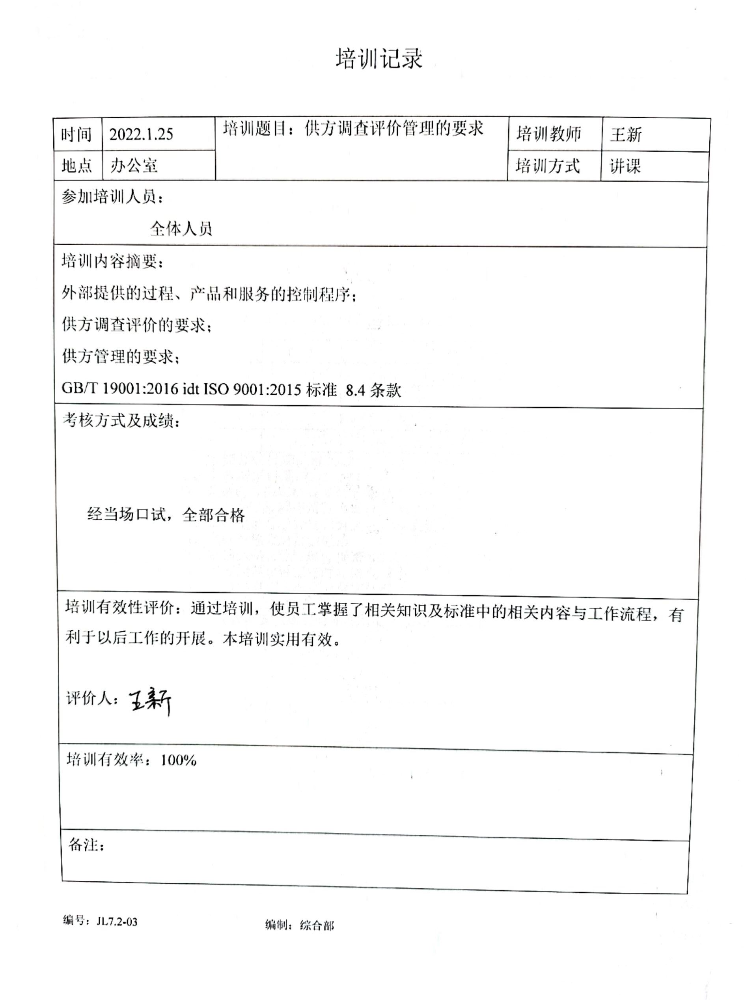 培训记录
时间 2022.1.25 培训题目：供方调查评价管理的要求 培训教师 王新
地点 办公室 培训方式 讲课
参加培训人员：
全体人员
培训内容摘要：
外部提供的过程、产品和服务的控制程序；
供方调查评价的要求；
供方管理的要求；
GB/T 19001:2016 idt ISO 9001:2015 标准 8.4 条款
考核方式及成绩：
经当场口试，全部合格
培训有效性评价：通过培训，使员工掌握了相关知识及标准中的相关内容与工作流程，有
利于以后工作的开展。本培训实用有效。
评价人：王新
培训有效率：100%
备注：
编号：JL7.2-03 编制：综合部